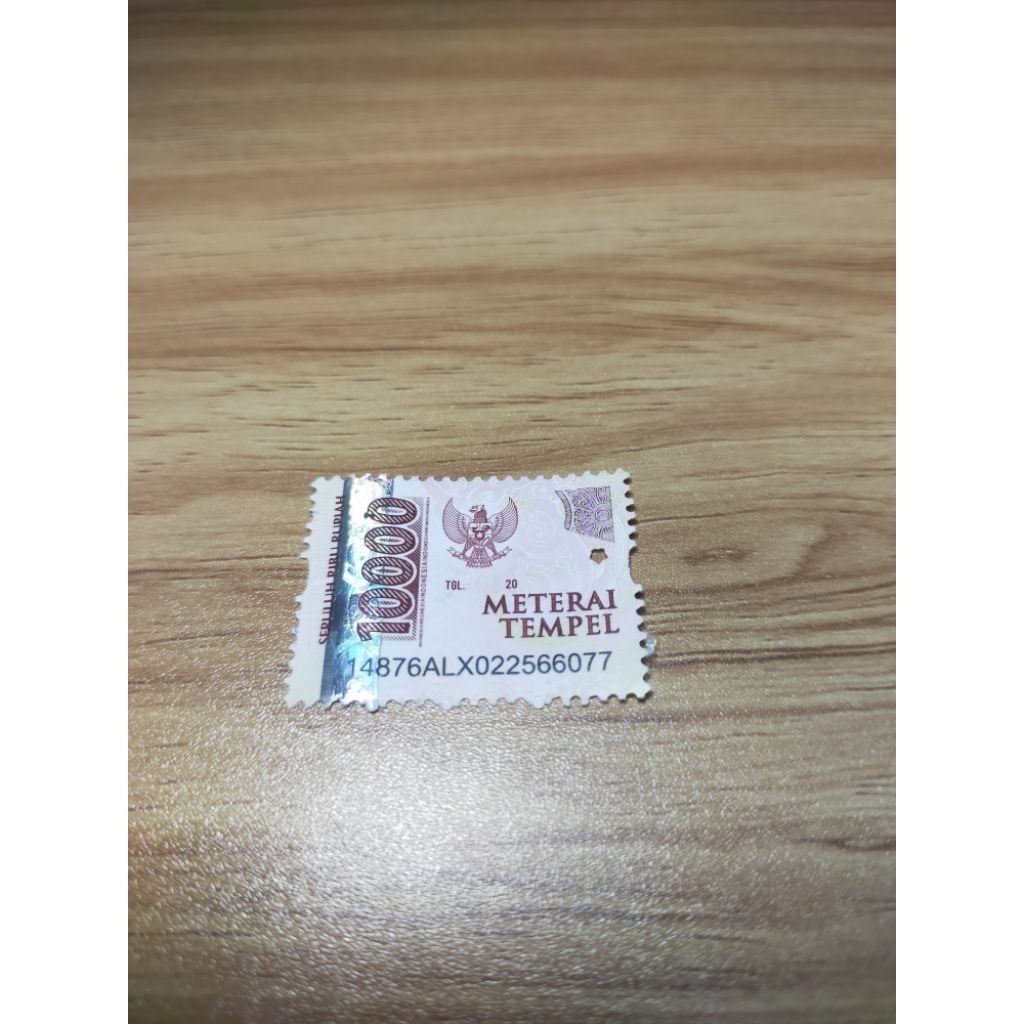 SEPULUH RIBU RUPIAH
10000
TGL. 20
METERAI
TEMPEL
14876ALX022566077